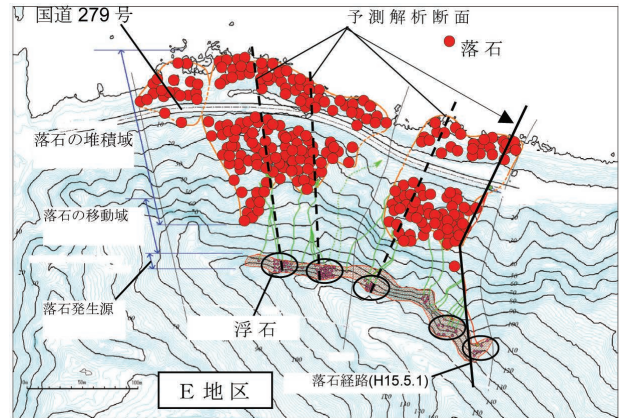 国道 279 号
予測解析断面
落石
落石の堆積域
落石の移動域
落石発生源
浮石
E 地区
落石経路(H15.5.1)